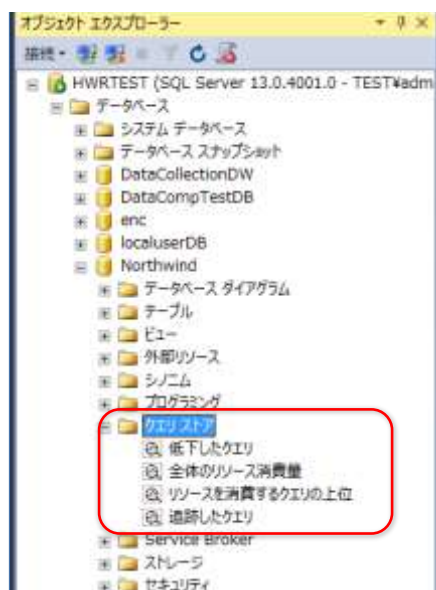 オブジェクト エクスプローラー
接続
HWRTEST (SQL Server 13.0.4001.0 - TEST¥adm
データベース
システム データベース
データベース スナップショット
DataCollectionDW
DataCompTestDB
enc
localuserDB
Northwind
データベース ダイアグラム
テーブル
ビュー
外部リソース
シノニム
プログラミング
クエリ ストア
低下したクエリ
全体のリソース消費量
リソースを消費するクエリの上位
追跡したクエリ
Service Broker
ストレージ
セキュリティ